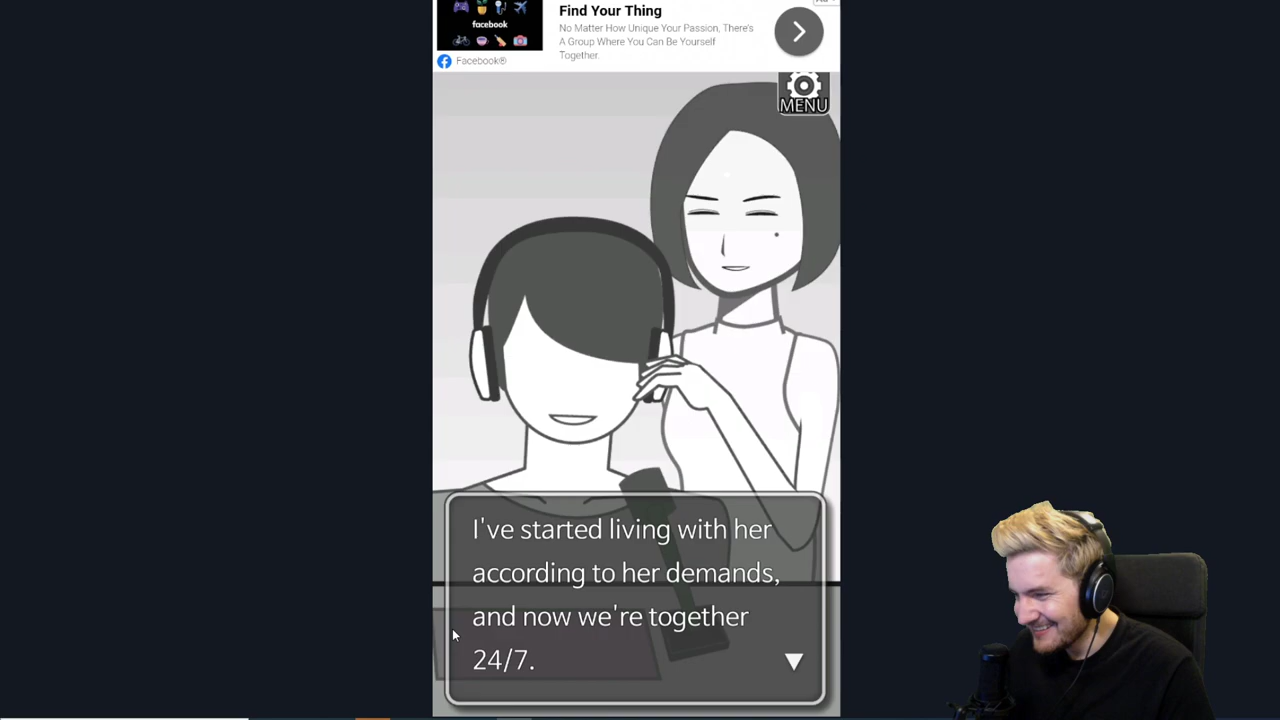 facebook
Find Your Thing
No Matter How Unique Your Passion, There's
A Group Where You Can Be Yourself
Together.
Facebook®
MENU
I've started living with her
according to her demands,
and now we're together
24/7.